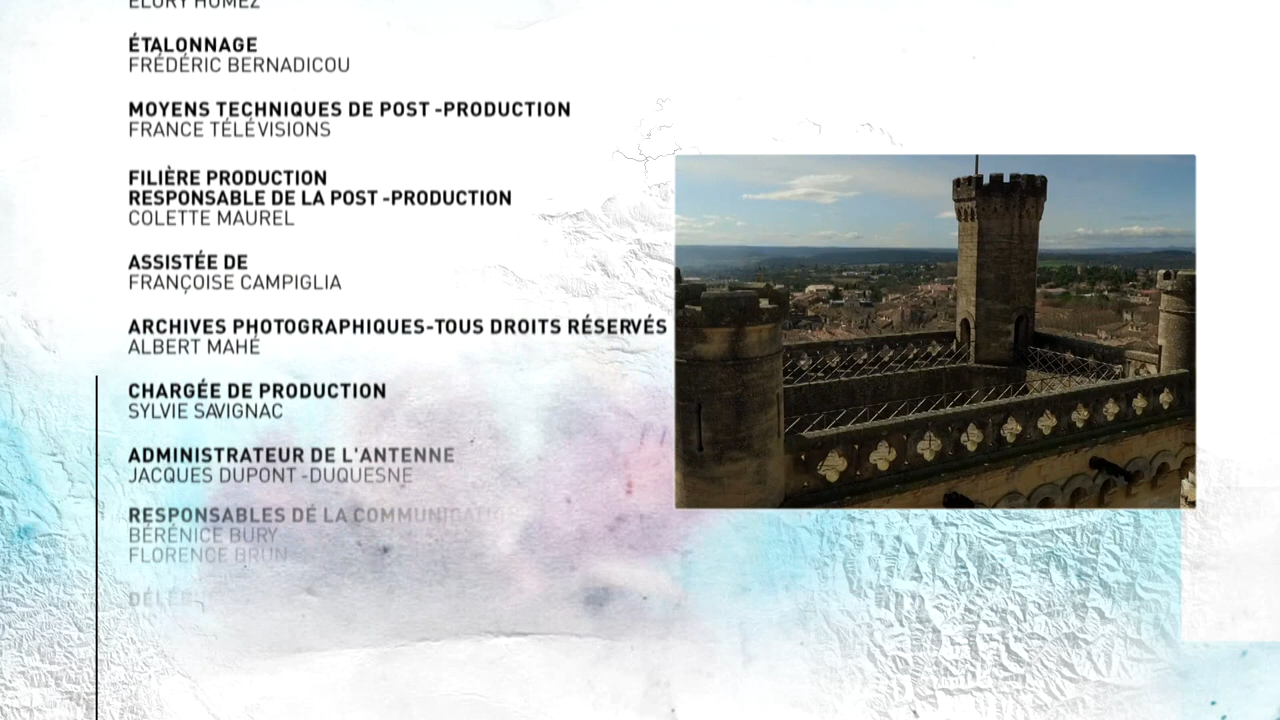 ÉTALONNAGE
FRÉDÉRIC BERNADICOU
MOYENS TECHNIQUES DE POST -PRODUCTION
FRANCE TÉLÉVISIONS
FILIÈRE PRODUCTION
RESPONSABLE DE LA POST -PRODUCTION
COLETTE MAUREL
ASSISTÉE DE
FRANÇOISE CAMPIGLIA
ARCHIVES PHOTOGRAPHIQUES-TOUS DROITS RÉSERVÉS
ALBERT MAHÉ
CHARGÉE DE PRODUCTION
SYLVIE SAVIGNAC
ADMINISTRATEUR DE L'ANTENNE
JACQUES DUPONT -DUQUESNE
RESPONSABLES DE LA COMMUNICATION
BÉRÉNICE BURY
FLORENCE BRUN